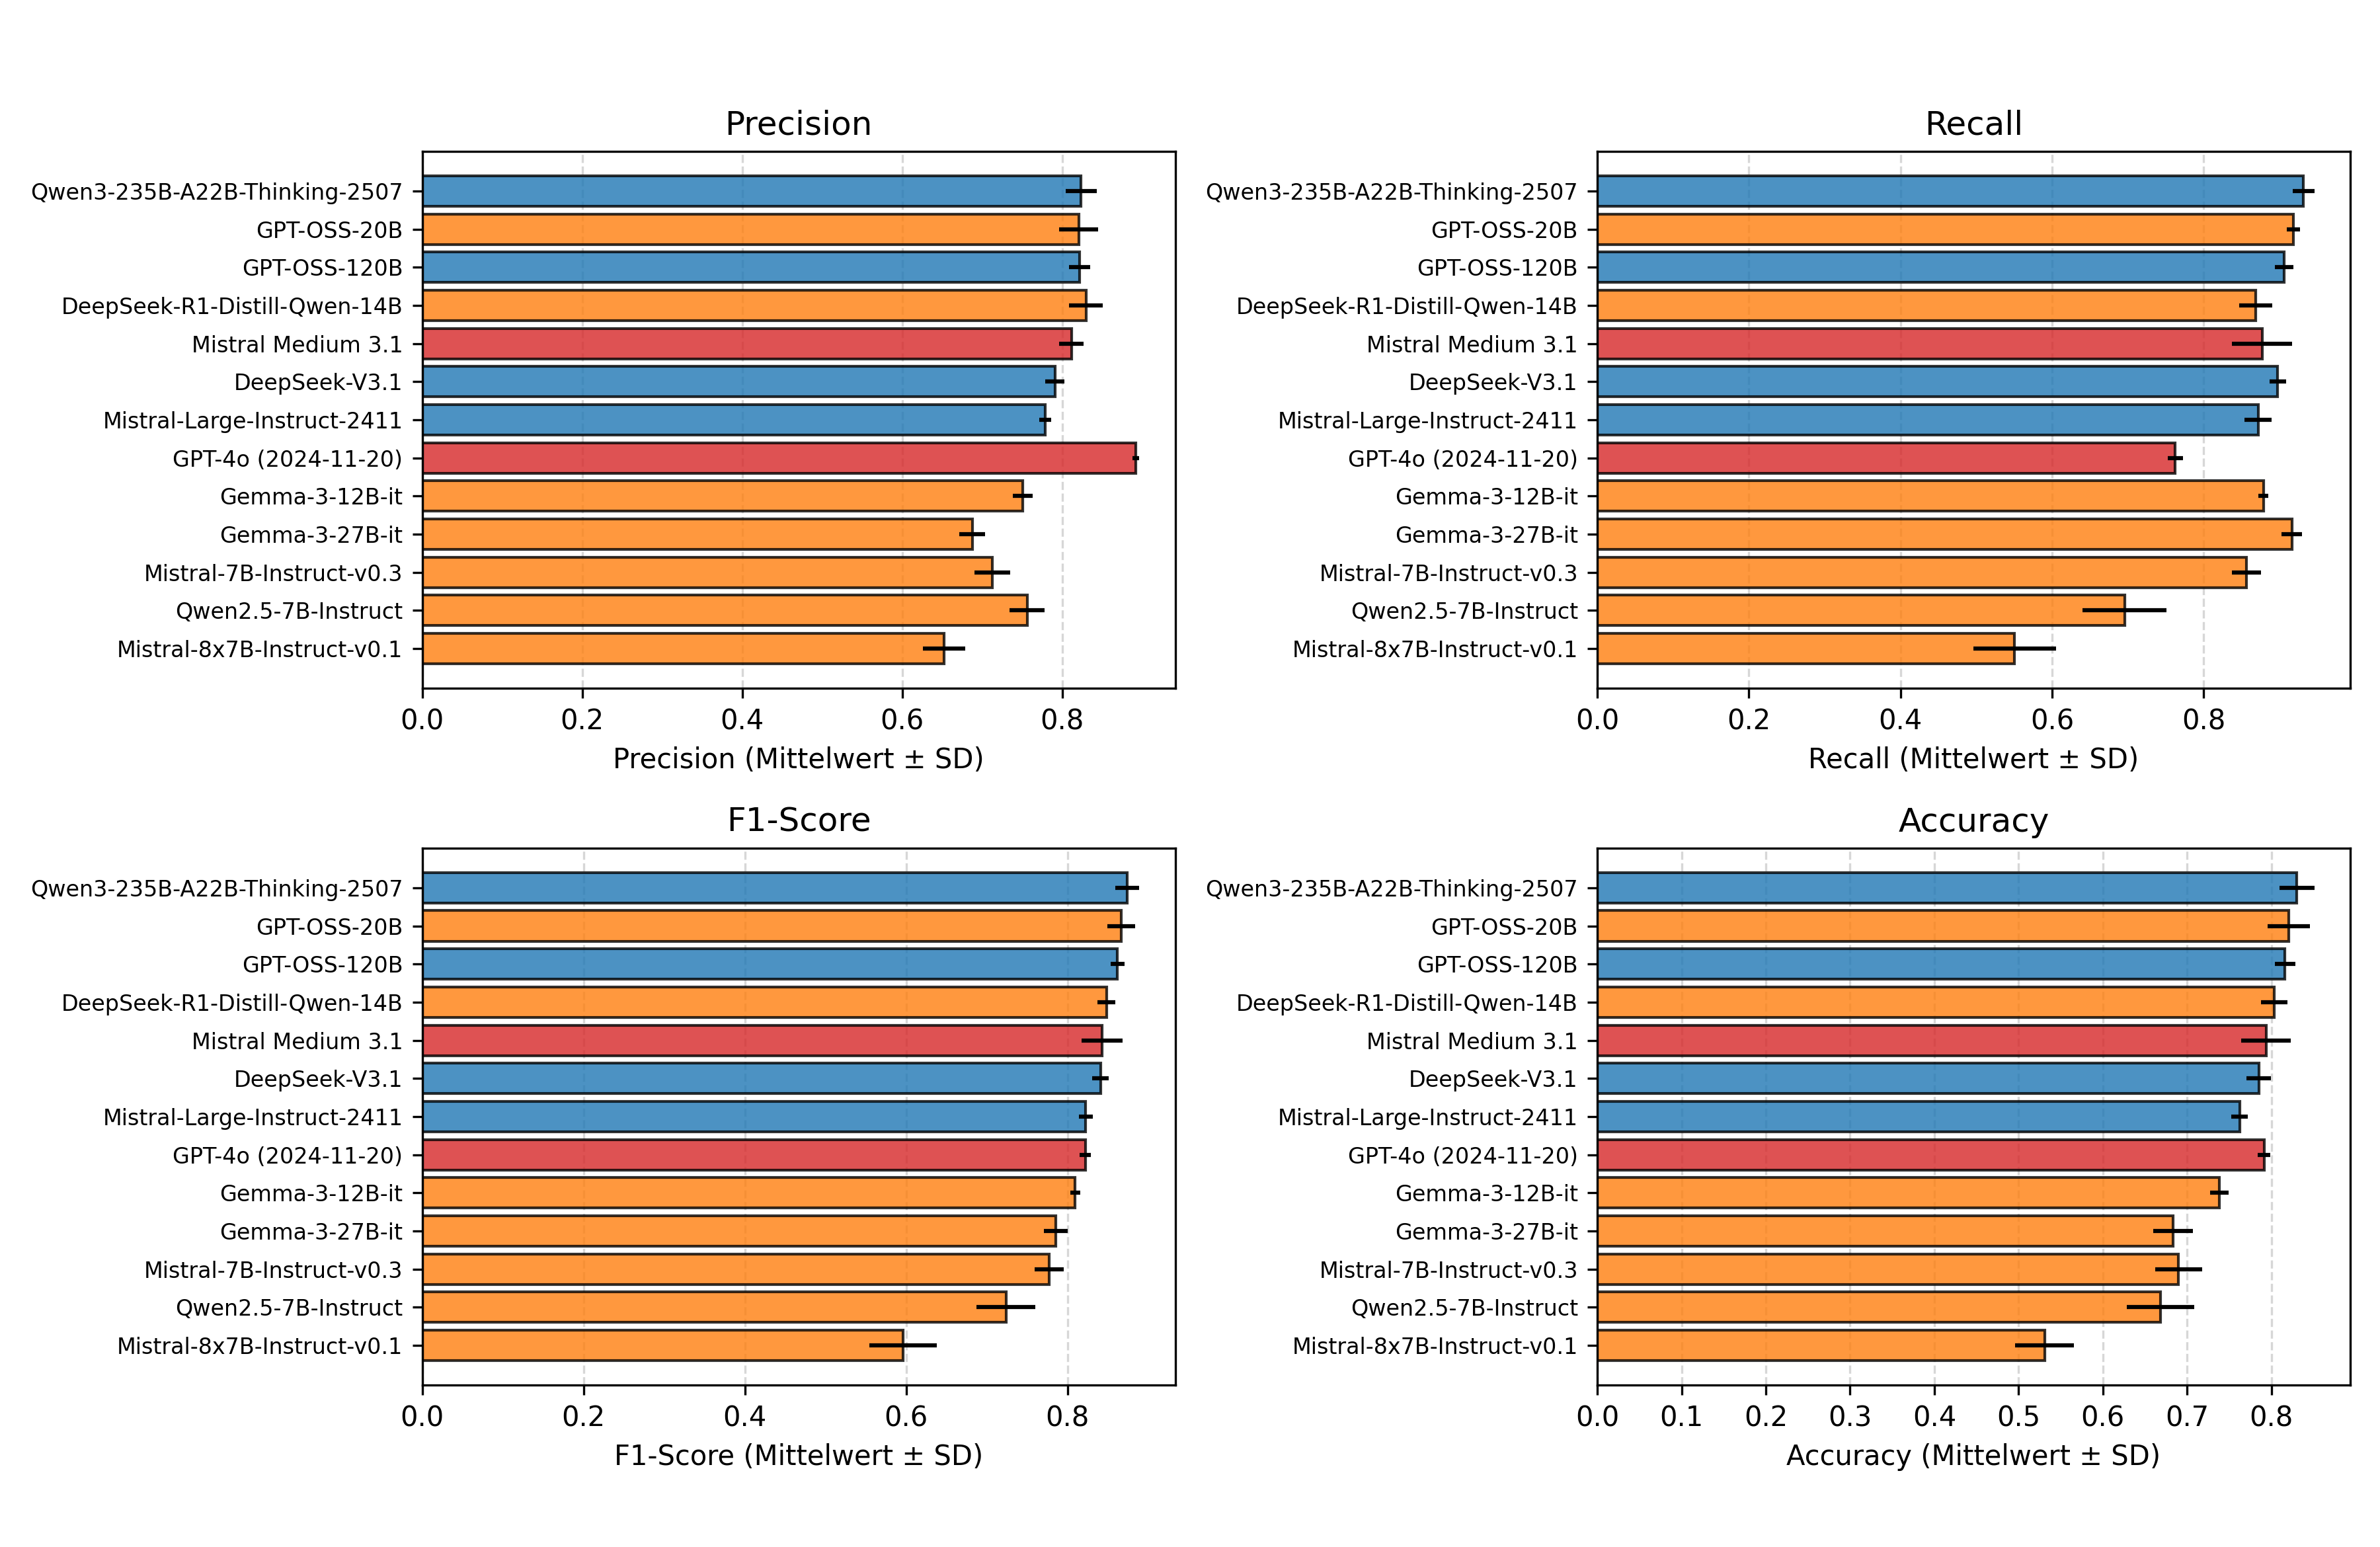 Precision
Qwen3-235B-A22B-Thinking-2507
GPT-OSS-20B
GPT-OSS-120B
DeepSeek-R1-Distill-Qwen-14B
Mistral Medium 3.1
DeepSeek-V3.1
Mistral-Large-Instruct-2411
GPT-4o (2024-11-20)
Gemma-3-12B-it
Gemma-3-27B-it
Mistral-7B-Instruct-v0.3
Qwen2.5-7B-Instruct
Mistral-8x7B-Instruct-v0.1
0.0 0.2 0.4 0.6 0.8
Precision (Mittelwert ± SD)
Recall
Qwen3-235B-A22B-Thinking-2507
GPT-OSS-20B
GPT-OSS-120B
DeepSeek-R1-Distill-Qwen-14B
Mistral Medium 3.1
DeepSeek-V3.1
Mistral-Large-Instruct-2411
GPT-4o (2024-11-20)
Gemma-3-12B-it
Gemma-3-27B-it
Mistral-7B-Instruct-v0.3
Qwen2.5-7B-Instruct
Mistral-8x7B-Instruct-v0.1
0.0 0.2 0.4 0.6 0.8
Recall (Mittelwert ± SD)
F1-Score
Qwen3-235B-A22B-Thinking-2507
GPT-OSS-20B
GPT-OSS-120B
DeepSeek-R1-Distill-Qwen-14B
Mistral Medium 3.1
DeepSeek-V3.1
Mistral-Large-Instruct-2411
GPT-4o (2024-11-20)
Gemma-3-12B-it
Gemma-3-27B-it
Mistral-7B-Instruct-v0.3
Qwen2.5-7B-Instruct
Mistral-8x7B-Instruct-v0.1
0.0 0.2 0.4 0.6 0.8
F1-Score (Mittelwert ± SD)
Accuracy
Qwen3-235B-A22B-Thinking-2507
GPT-OSS-20B
GPT-OSS-120B
DeepSeek-R1-Distill-Qwen-14B
Mistral Medium 3.1
DeepSeek-V3.1
Mistral-Large-Instruct-2411
GPT-4o (2024-11-20)
Gemma-3-12B-it
Gemma-3-27B-it
Mistral-7B-Instruct-v0.3
Qwen2.5-7B-Instruct
Mistral-8x7B-Instruct-v0.1
0.0 0.1 0.2 0.3 0.4 0.5 0.6 0.7 0.8
Accuracy (Mittelwert ± SD)